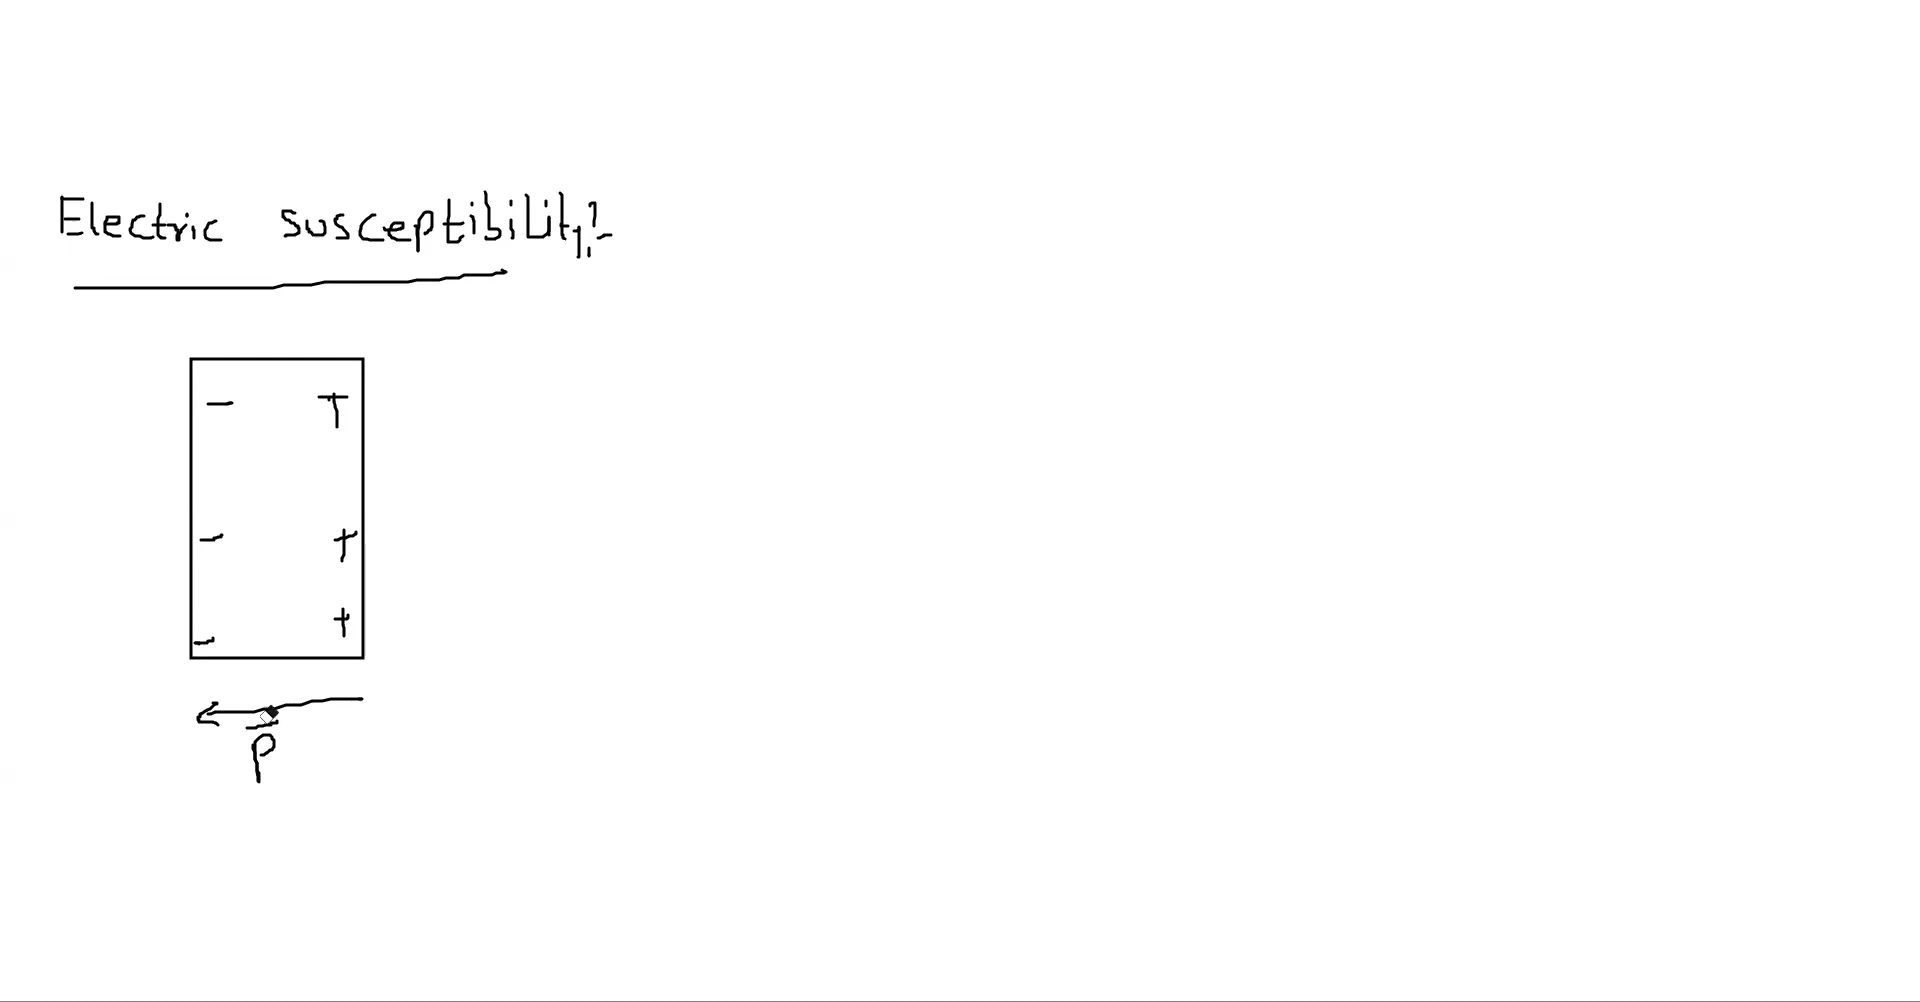 Electric susceptibility:-
- +
- +
- +
P